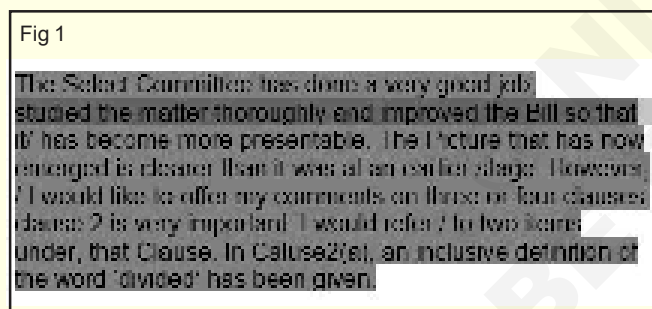 Fig 1
The Select Committee has done a very good job
studied the matter thoroughly and improved the Bill so that
it/ has become more presentable. The Picture that has now
emerged is clearer than it was at an earlier stage. However,
/ I would like to offer my comments on three or four clauses
clause 2 is very important I would refer / to two items
under, that Clause. In Caluse2(a), an inclusive definition of
the word 'divided' has been given.